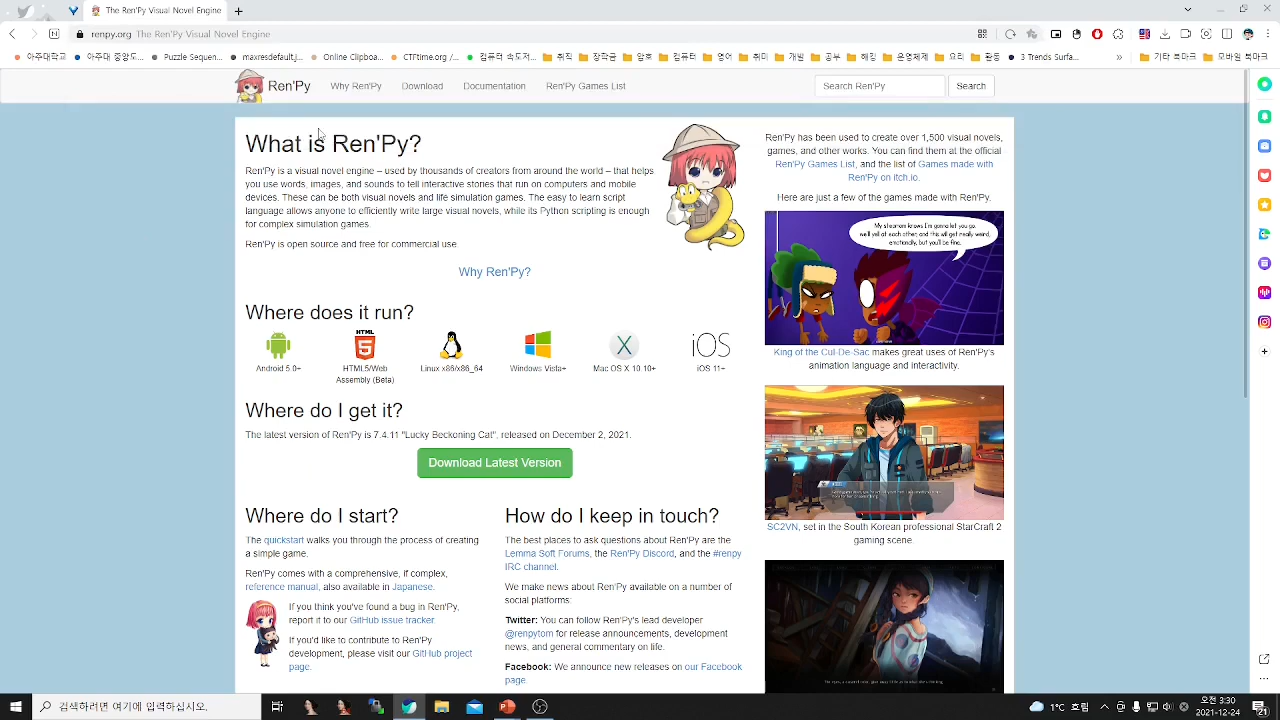 The Ren'Py Visual Novel Engine
renpy.org The Ren'Py Visual Novel Engine
3 Trends Surfa...
Ren'Py
Why Ren'Py
Download
Documentation
Ren'Py Games List
Search Ren'Py
Search
What is Ren'Py?
Ren'Py is a visual novel engine – used by thousands of creators from around the world – that helps
you use words, images, and sounds to tell interactive stories that run on computers and mobile
devices. These can be both visual novels and life simulation games. The easy to learn script
language allows anyone to efficiently write large visual novels, while its Python scripting is enough
for complex simulation games.
Ren'Py is open source and free for commercial use.
Why Ren'Py?
Where does it run?
HTML
iOS
Android 5.0+
HTML5/Web
Assembly (Beta)
Linux x86/x86_64
Windows Vista+
Mac OS X 10.10+
iOS 11+
Where do I get it?
The latest version of Ren'Py is 7.4.11 "Lucky Beckoning Cat", released on December 2, 2021.
Download Latest Version
Where do I start?
The quickstart walks you through the process of creating
a simple game.
Ren'Py comes with a comprehensive, if complex,
reference manual, also available in Japanese.
If you think you've found a bug in Ren'Py,
report it to our GitHub issue tracker.
If you'd like to contribute to Ren'Py
development, please visit our GitHub project
page.
How do I keep in touch?
The best places to ask questions about Ren'Py are the
Lemma Soft Forums, the Ren'Py Discord, and the #renpy
IRC channel.
We make news about Ren'Py available on a number of
social platforms:
Twitter: You can follow Ren'Py's lead developer
@renpytom for release announcements, development
news, and general commentary on life.
Facebook: We announce new releases on our Facebook
page
Ren'Py has been used to create over 1,500 visual novels,
games, and other works. You can find them at the official
Ren'Py Games List, and the list of Games made with
Ren'Py on itch.io.
Here are just a few of the games made with Ren'Py.
King of the Cul-De-Sac makes great uses of Ren'Py's
animation language and interactivity.
SC2VN, set in the South Korean professional StarCraft 2
gaming scene.
검색하려면 여기에 입력하십시오.
1°C 흐림
오전 3:30
2021-12-24